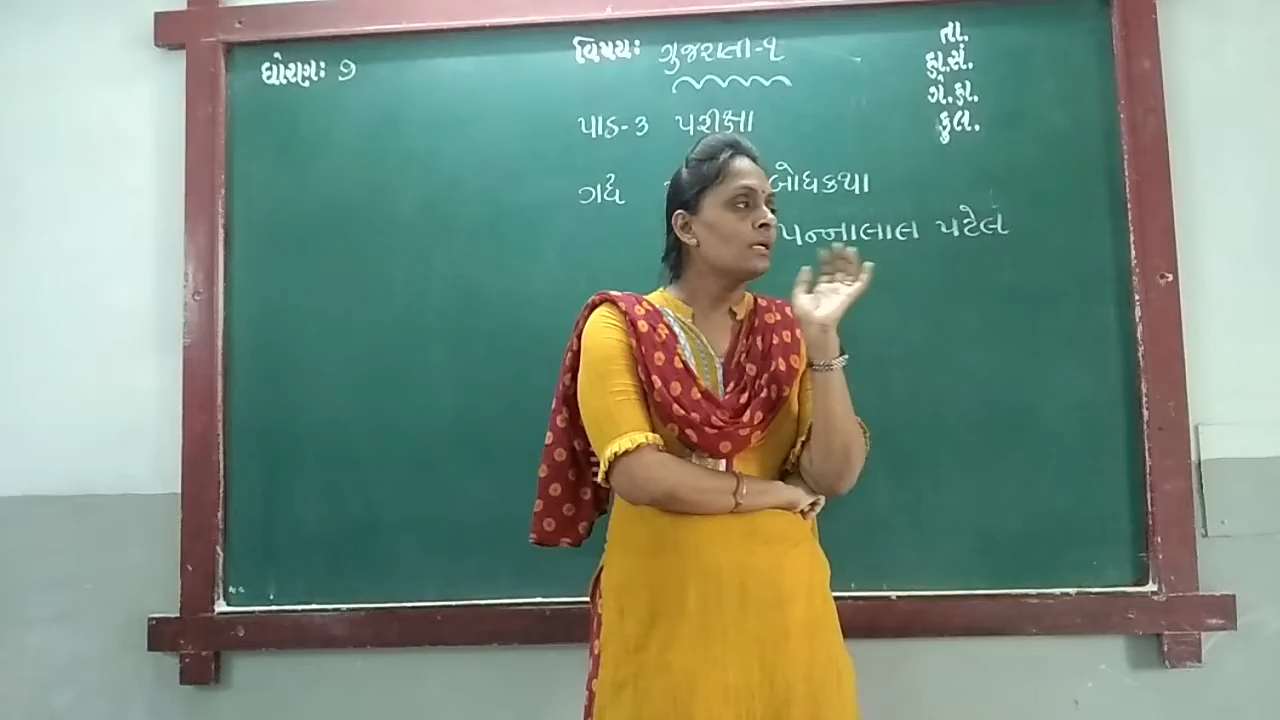 ધોરણઃ ૭
વિષયઃ ગુજરાતી-૧
તા.
હા.સં.
ગે.હા.
કુલ.
પાઠ-૩ પરીક્ષા
ગદ્ય બોધકથા
પન્નાલાલ પટેલ